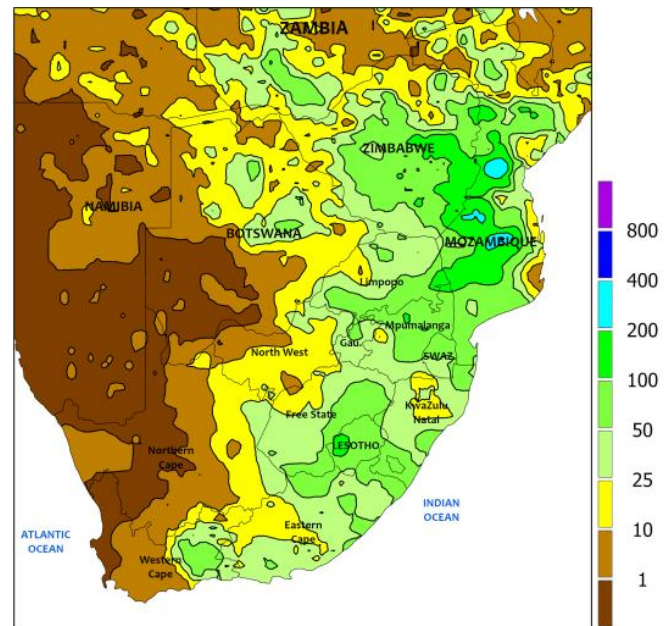 ZAMBIA
ZIMBABWE
NAMIBIA
BOTSWANA
MOZAMBIQUE
Limpopo
Mpumalanga
Gau.
North West
SWAZ
Free State
KwaZulu
Natal
LESOTHO
Northern
Cape
INDIAN
OCEAN
ATLANTIC
OCEAN
Eastern
Cape
Western
Cape
800
400
200
100
50
25
10
1